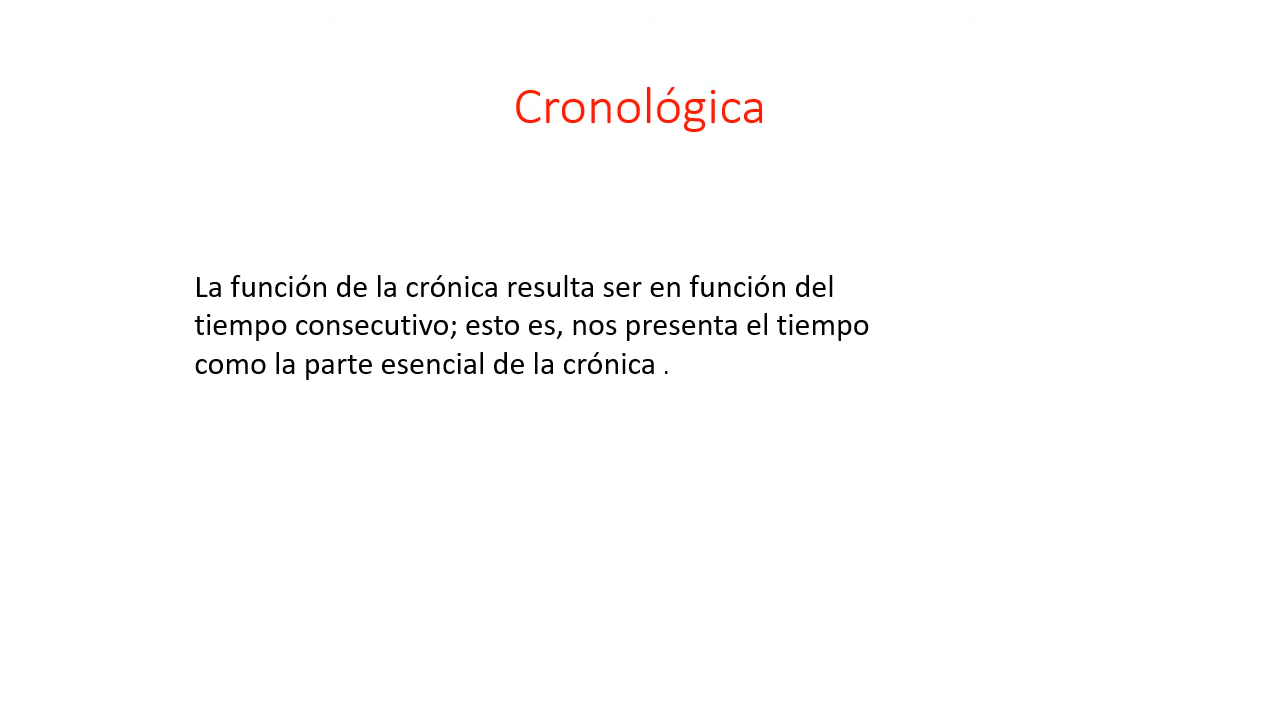 Cronológica
La función de la crónica resulta ser en función del
tiempo consecutivo; esto es, nos presenta el tiempo
como la parte esencial de la crónica .